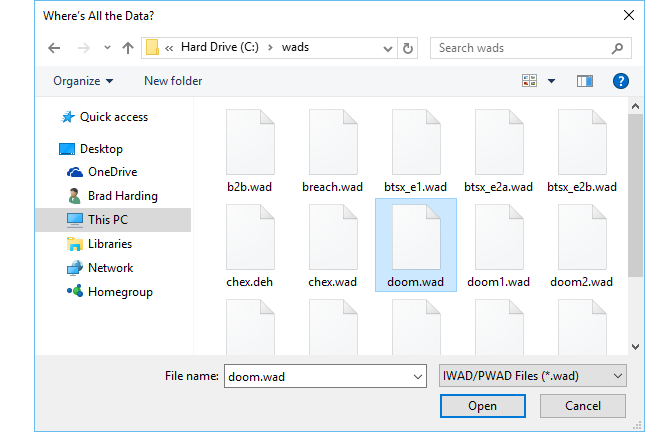 Where's All the Data?
« Hard Drive (C:) › wads
Search wads
Organize
New folder
Quick access
Desktop
OneDrive
Brad Harding
This PC
Libraries
Network
Homegroup
b2b.wad breach.wad btsx_e1.wad btsx_e2a.wad btsx_e2b.wad
chex.deh chex.wad doom.wad doom1.wad doom2.wad
File name: doom.wad IWAD/PWAD Files (*.wad)
Open Cancel